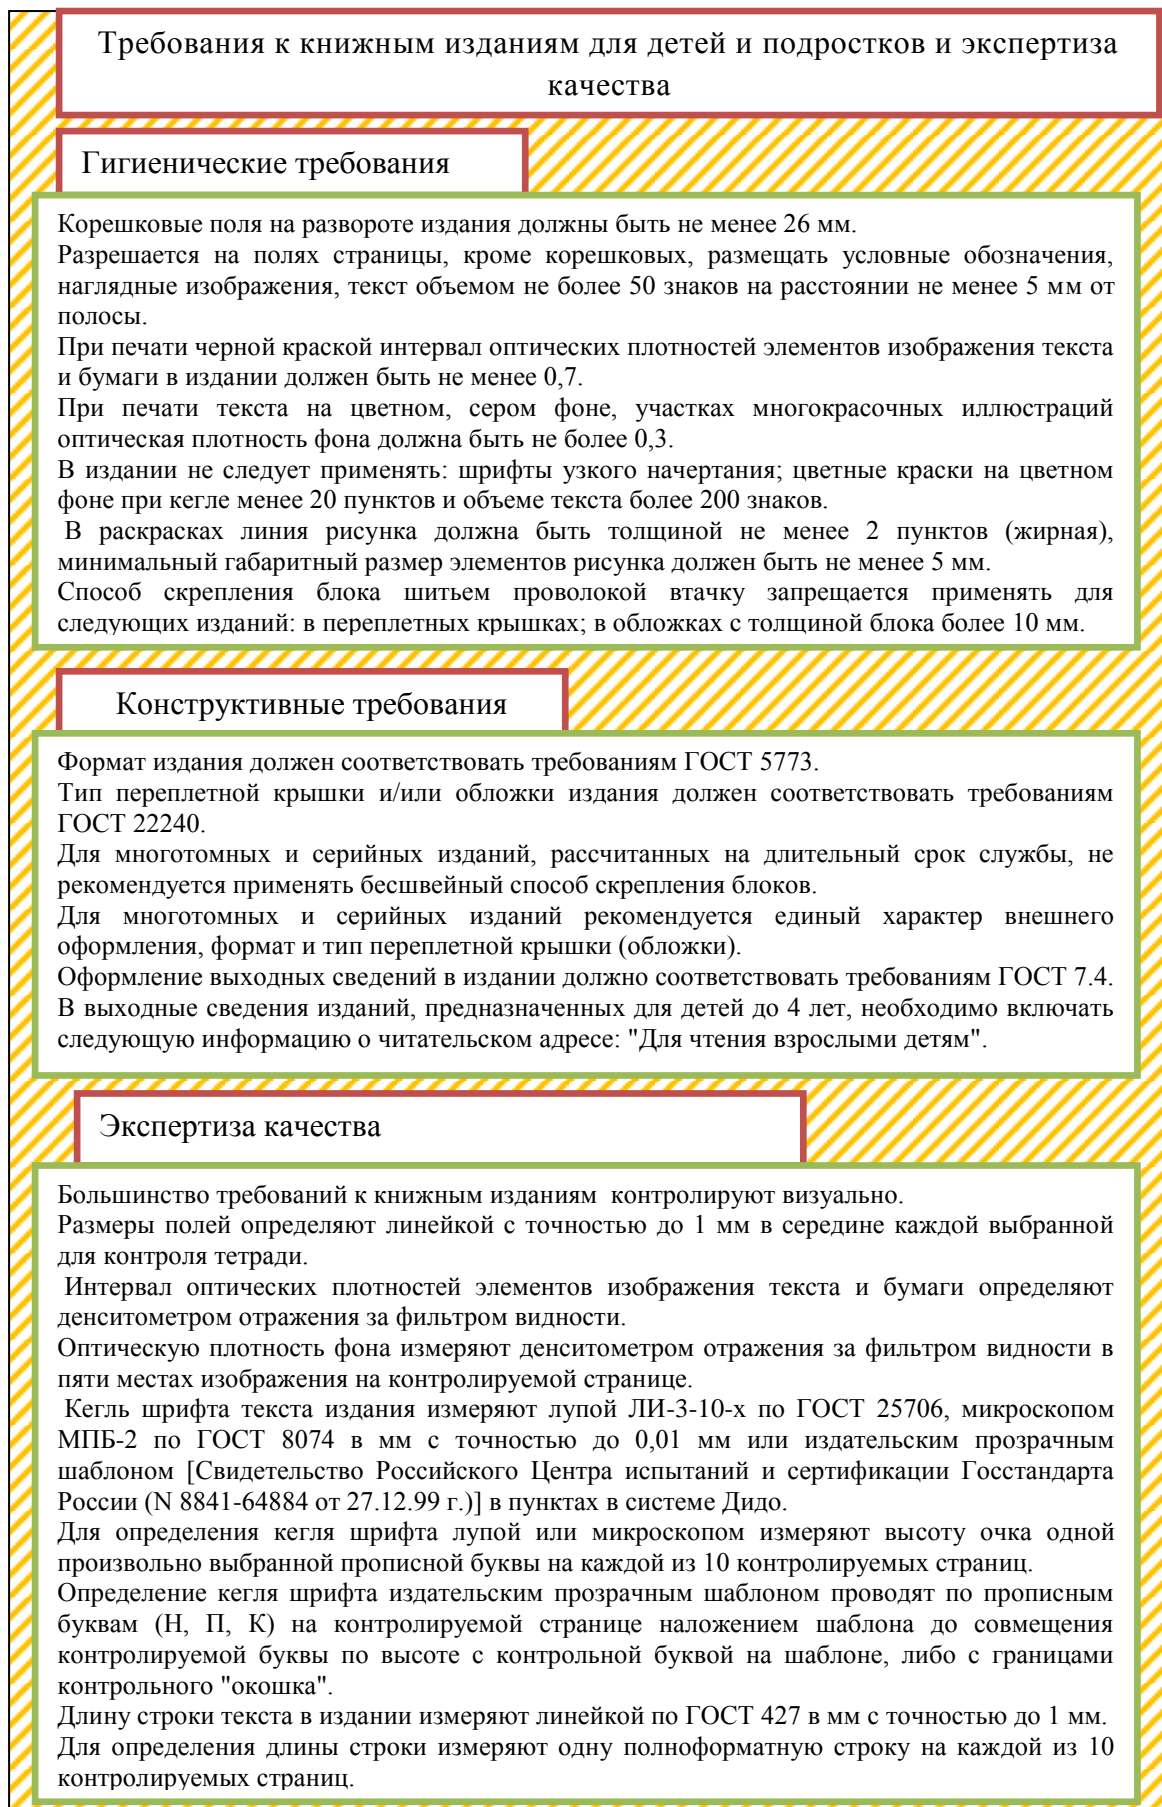 Требования к книжным изданиям для детей и подростков и экспертиза
качества
Гигиенические требования
Корешковые поля на развороте издания должны быть не менее 26 мм.
Разрешается на полях страницы, кроме корешковых, размещать условные обозначения,
наглядные изображения, текст объемом не более 50 знаков на расстоянии не менее 5 мм от
полосы.
При печати черной краской интервал оптических плотностей элементов изображения текста
и бумаги в издании должен быть не менее 0,7.
При печати текста на цветном, сером фоне, участках многокрасочных иллюстраций
оптическая плотность фона должна быть не более 0,3.
В издании не следует применять: шрифты узкого начертания; цветные краски на цветном
фоне при кегле менее 20 пунктов и объеме текста более 200 знаков.
В раскрасках линия рисунка должна быть толщиной не менее 2 пунктов (жирная),
минимальный габаритный размер элементов рисунка должен быть не менее 5 мм.
Способ скрепления блока шитьем проволокой втачку запрещается применять для
следующих изданий: в переплетных крышках; в обложках с толщиной блока более 10 мм.
Конструктивные требования
Формат издания должен соответствовать требованиям ГОСТ 5773.
Тип переплетной крышки и/или обложки издания должен соответствовать требованиям
ГОСТ 22240.
Для многотомных и серийных изданий, рассчитанных на длительный срок службы, не
рекомендуется применять бесшвейный способ скрепления блоков.
Для многотомных и серийных изданий рекомендуется единый характер внешнего
оформления, формат и тип переплетной крышки (обложки).
Оформление выходных сведений в издании должно соответствовать требованиям ГОСТ 7.4.
В выходные сведения изданий, предназначенных для детей до 4 лет, необходимо включать
следующую информацию о читательском адресе: "Для чтения взрослыми детям".
Экспертиза качества
Большинство требований к книжным изданиям контролируют визуально.
Размеры полей определяют линейкой с точностью до 1 мм в середине каждой выбранной
для контроля тетради.
Интервал оптических плотностей элементов изображения текста и бумаги определяют
денситометром отражения за фильтром видности.
Оптическую плотность фона измеряют денситометром отражения за фильтром видности в
пяти местах изображения на контролируемой странице.
Кегль шрифта текста издания измеряют лупой ЛИ-3-10-х по ГОСТ 25706, микроскопом
МПБ-2 по ГОСТ 8074 в мм с точностью до 0,01 мм или издательским прозрачным
шаблоном [Свидетельство Российского Центра испытаний и сертификации Госстандарта
России (N 8841-64884 от 27.12.99 г.)] в пунктах в системе Дидо.
Для определения кегля шрифта лупой или микроскопом измеряют высоту очка одной
произвольно выбранной прописной буквы на каждой из 10 контролируемых страниц.
Определение кегля шрифта издательским прозрачным шаблоном проводят по прописным
буквам (Н, П, К) на контролируемой странице наложением шаблона до совмещения
контролируемой буквы по высоте с контрольной буквой на шаблоне, либо с границами
контрольного "окошка".
Длину строки текста в издании измеряют линейкой по ГОСТ 427 в мм с точностью до 1 мм.
Для определения длины строки измеряют одну полноформатную строку на каждой из 10
контролируемых страниц.